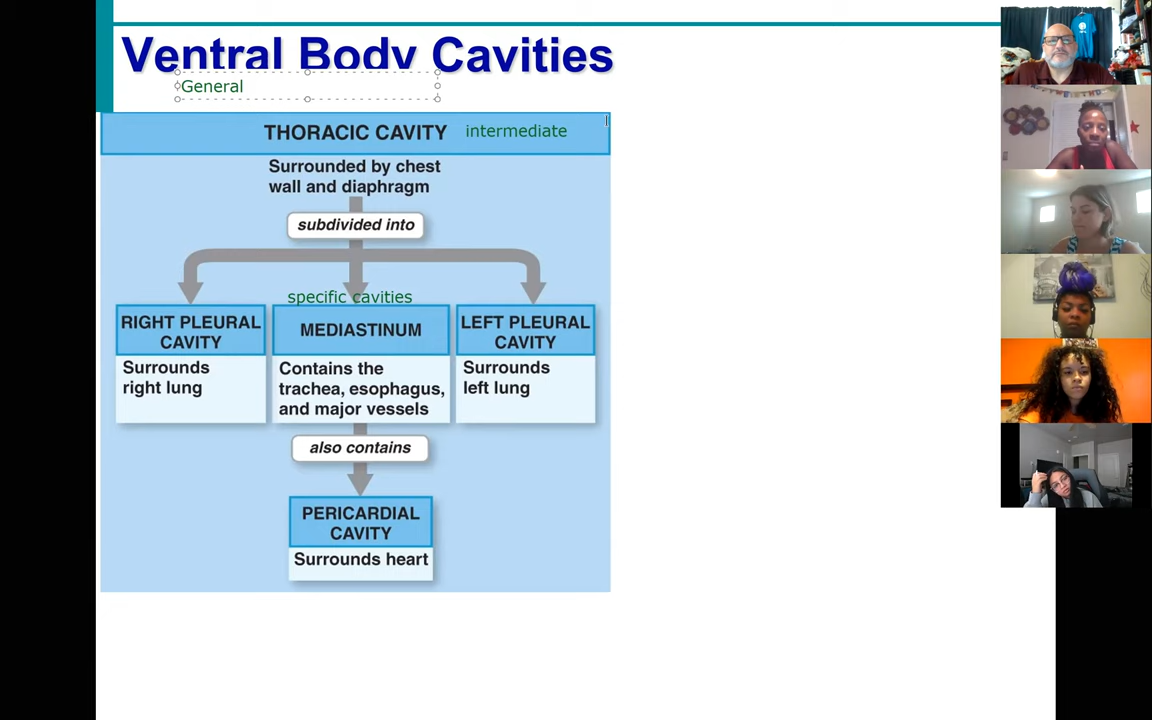 Ventral Body Cavities
General
THORACIC CAVITY intermediate
Surrounded by chest
wall and diaphragm
subdivided into
specific cavities
RIGHT PLEURAL
CAVITY
Surrounds
right lung
MEDIASTINUM
Contains the
trachea, esophagus,
and major vessels
LEFT PLEURAL
CAVITY
Surrounds
left lung
also contains
PERICARDIAL
CAVITY
Surrounds heart